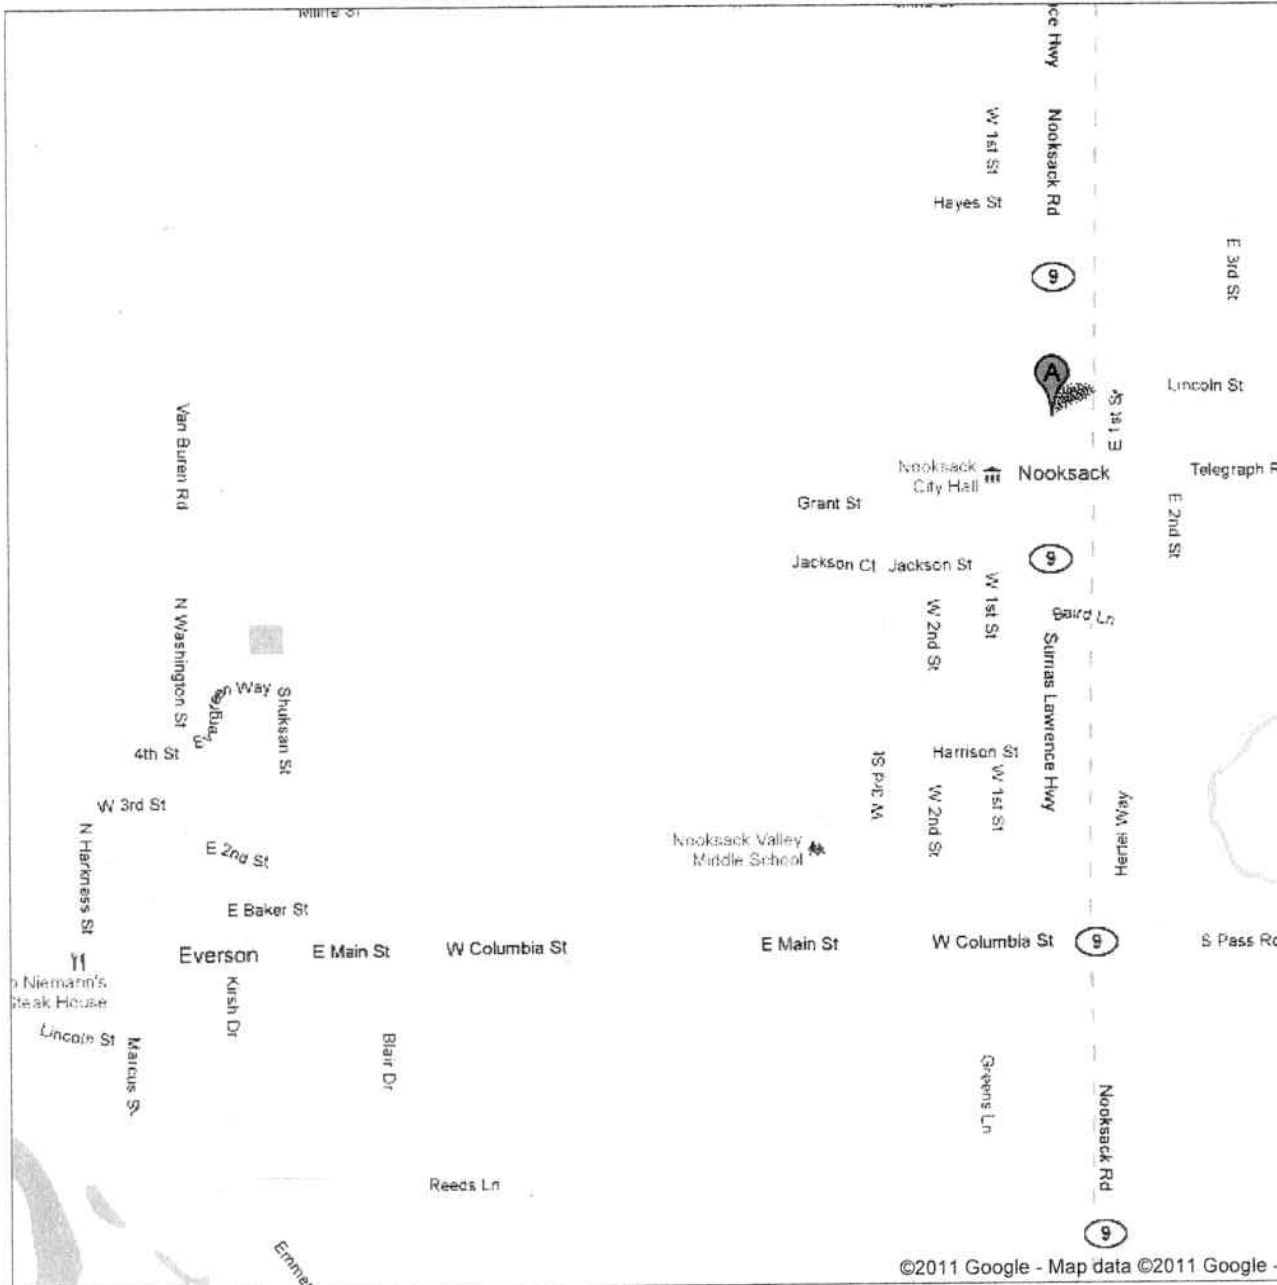 ce Hwy
W 1st St
Nooksack Rd
Hayes St
E 3rd St
9
A
Lincoln St
E 1st St
Van Buren Rd
Nooksack
City Hall
Nooksack
Telegraph R
Grant St
E 2nd St
Jackson Ct
Jackson St
9
W 1st St
W 2nd St
Baird Ln
N Washington St
Sumas Lawrence Hwy
Evergreen Way
Shuksan St
4th St
Harrison St
W 3rd St
W 3rd St
W 2nd St
W 1st St
Heriel Way
N Harkness St
Nooksack Valley
Middle School
E 2nd St
E Baker St
Everson
E Main St
W Columbia St
E Main St
W Columbia St
9
S Pass Rd
Niemann's
Steak House
Kirsh Dr
Lincoln St
Marcus St
Blair Dr
Greens Ln
Nooksack Rd
Reeds Ln
9
Emme
©2011 Google - Map data ©2011 Google -